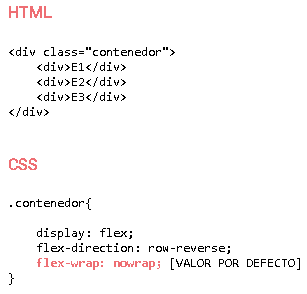 HTML
<div class="contenedor">
    <div>E1</div>
    <div>E2</div>
    <div>E3</div>
</div>
CSS
.contenedor{
    display: flex;
    flex-direction: row-reverse;
    flex-wrap: nowrap; [VALOR POR DEFECTO]
}